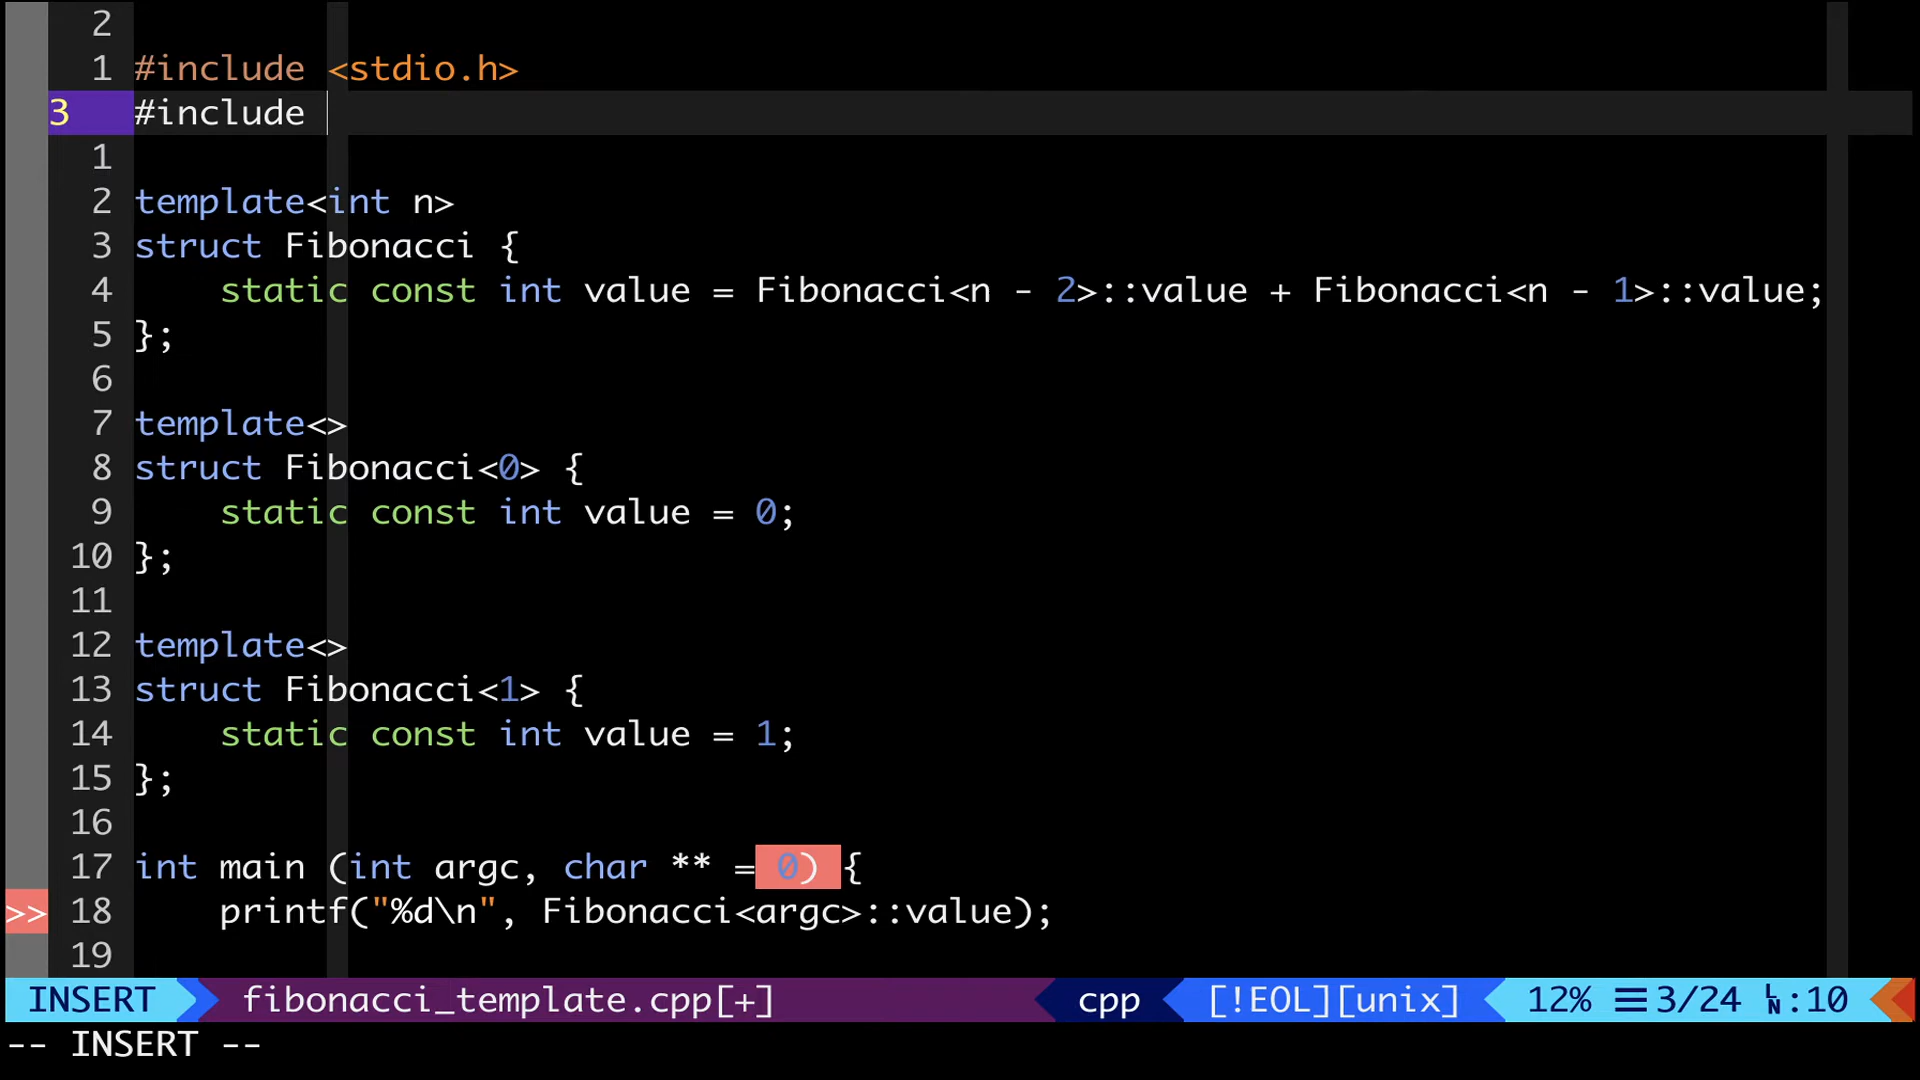 2
1 #include <stdio.h>
3 #include
1
2 template<int n>
3 struct Fibonacci {
4     static const int value = Fibonacci<n - 2>::value + Fibonacci<n - 1>::value;
5 };
6
7 template<>
8 struct Fibonacci<0> {
9     static const int value = 0;
10 };
11
12 template<>
13 struct Fibonacci<1> {
14     static const int value = 1;
15 };
16
17 int main (int argc, char ** = 0) {
>> 18     printf("%d\n", Fibonacci<argc>::value);
19
INSERT fibonacci_template.cpp[+] cpp [!EOL][unix] 12% ☰ 3/24 LN:10
-- INSERT --